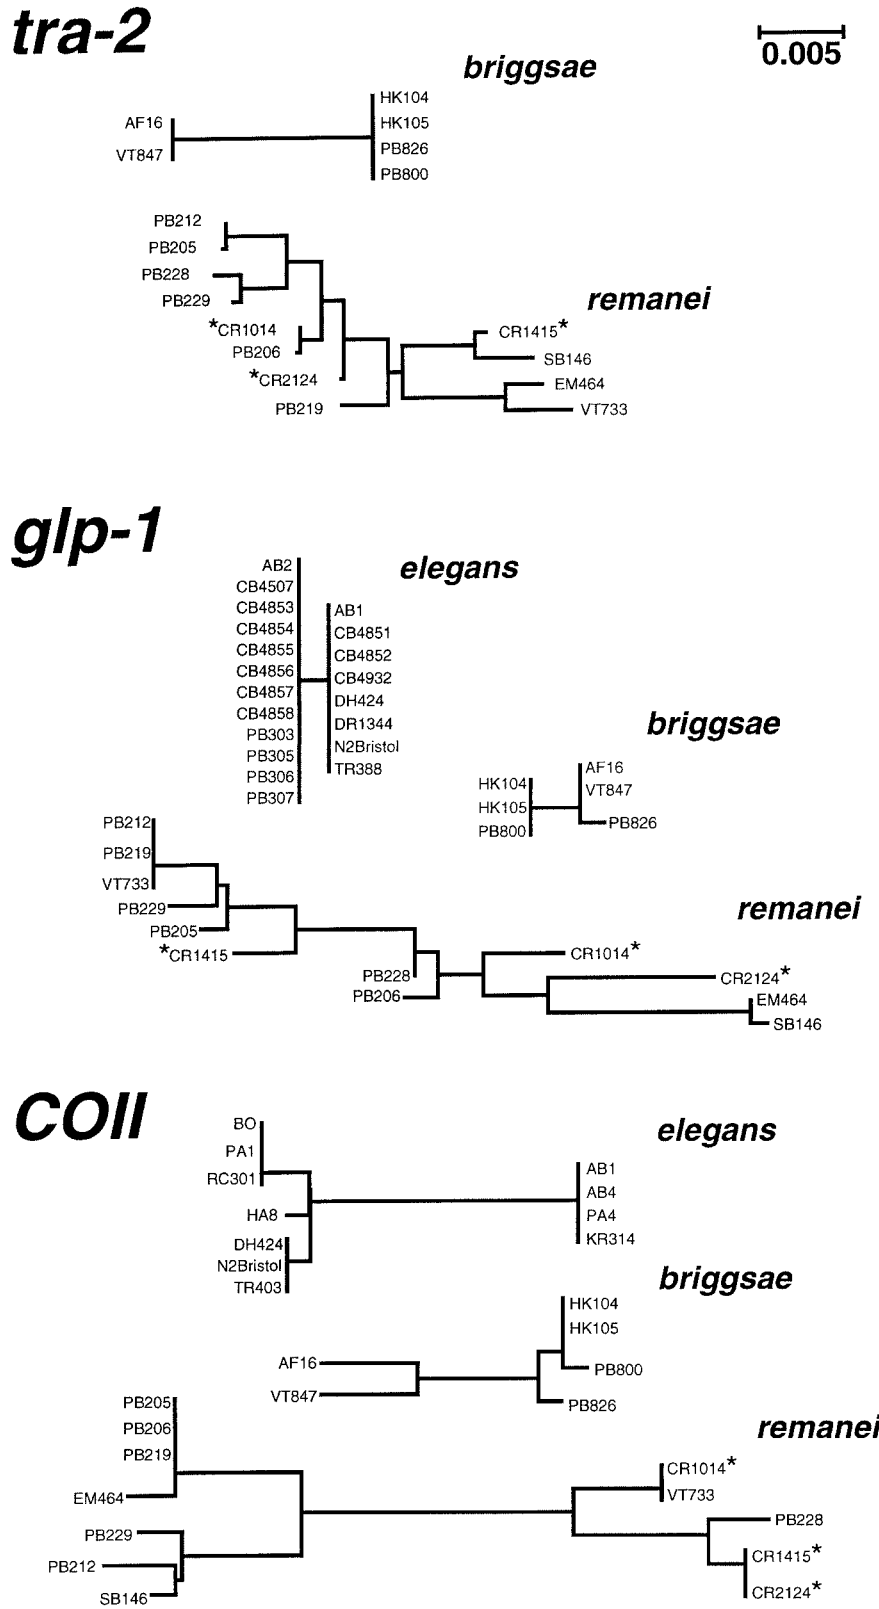 tra-2
0.005
briggsae
AF16
VT847
HK104
HK105
PB826
PB800
remanei
PB212
PB205
PB228
PB229
*CR1014
PB206
*CR2124
PB219
CR1415*
SB146
EM464
VT733
glp-1
elegans
AB2
CB4507
CB4853
CB4854
CB4855
CB4856
CB4857
CB4858
PB303
PB305
PB306
PB307
AB1
CB4851
CB4852
CB4932
DH424
DR1344
N2Bristol
TR388
briggsae
HK104
HK105
PB800
AF16
VT847
PB826
remanei
PB212
PB219
VT733
PB229
PB205
*CR1415
PB228
PB206
CR1014*
CR2124*
EM464
SB146
COII
elegans
BO
PA1
RC301
HA8
DH424
N2Bristol
TR403
AB1
AB4
PA4
KR314
briggsae
AF16
VT847
HK104
HK105
PB800
PB826
remanei
PB205
PB206
PB219
EM464
PB229
PB212
SB146
CR1014*
VT733
PB228
CR1415*
CR2124*